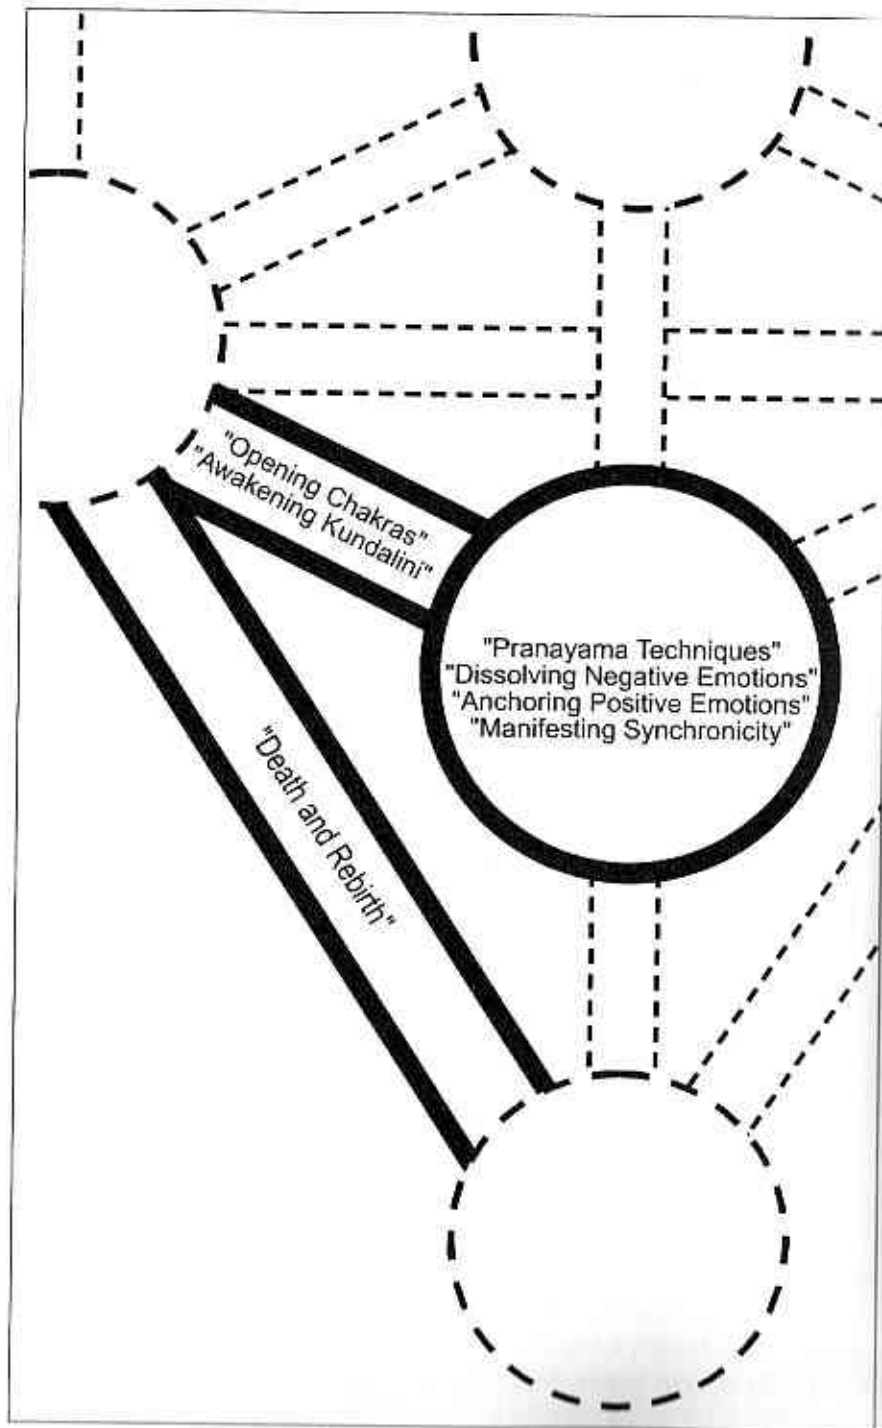 "Opening Chakras"
"Awakening Kundalini"
"Pranayama Techniques"
"Dissolving Negative Emotions"
"Anchoring Positive Emotions"
"Manifesting Synchronicity"
"Death and Rebirth"